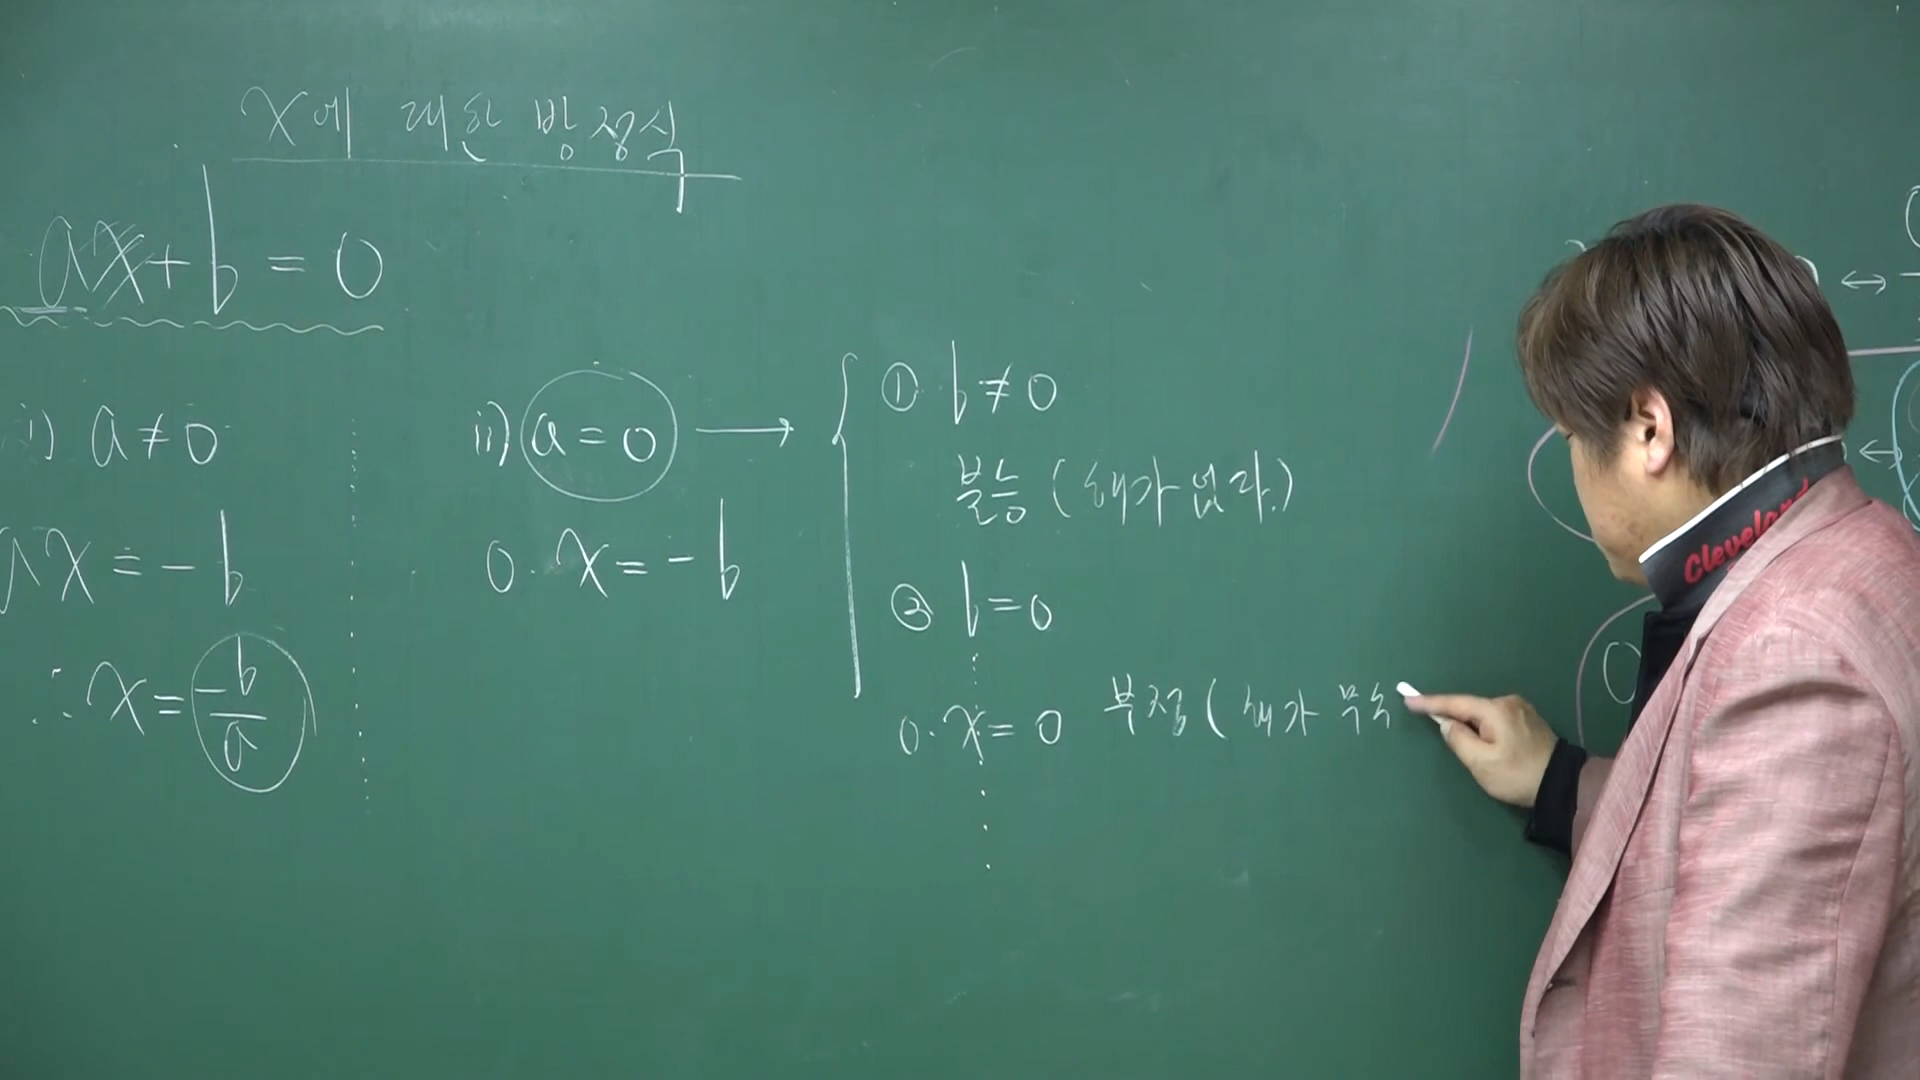 x에 대한 방정식
ax+b=0
i) a≠0
ax=-b
∴x=-b/a
ii) a=0 →
0·x=-b
① b≠0
불능 (해가 없다.)
② b=0
0·x=0 부정 (해가 무수
Cleveland